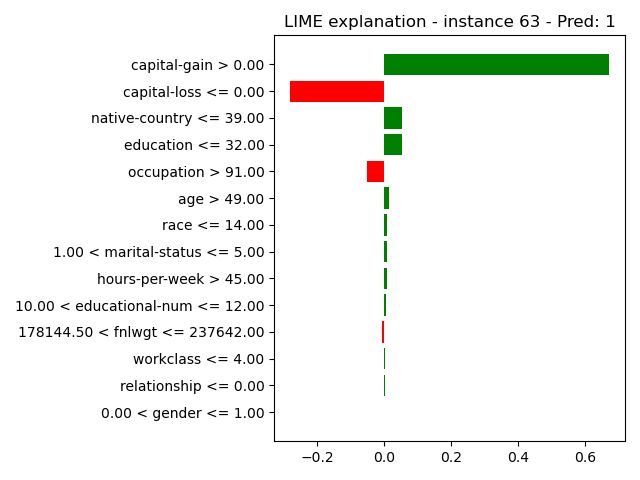 LIME explanation - instance 63 - Pred: 1
capital-gain > 0.00
capital-loss <= 0.00
native-country <= 39.00
education <= 32.00
occupation > 91.00
age > 49.00
race <= 14.00
1.00 < marital-status <= 5.00
hours-per-week > 45.00
10.00 < educational-num <= 12.00
178144.50 < fnlwgt <= 237642.00
workclass <= 4.00
relationship <= 0.00
0.00 < gender <= 1.00
−0.2 0.0 0.2 0.4 0.6